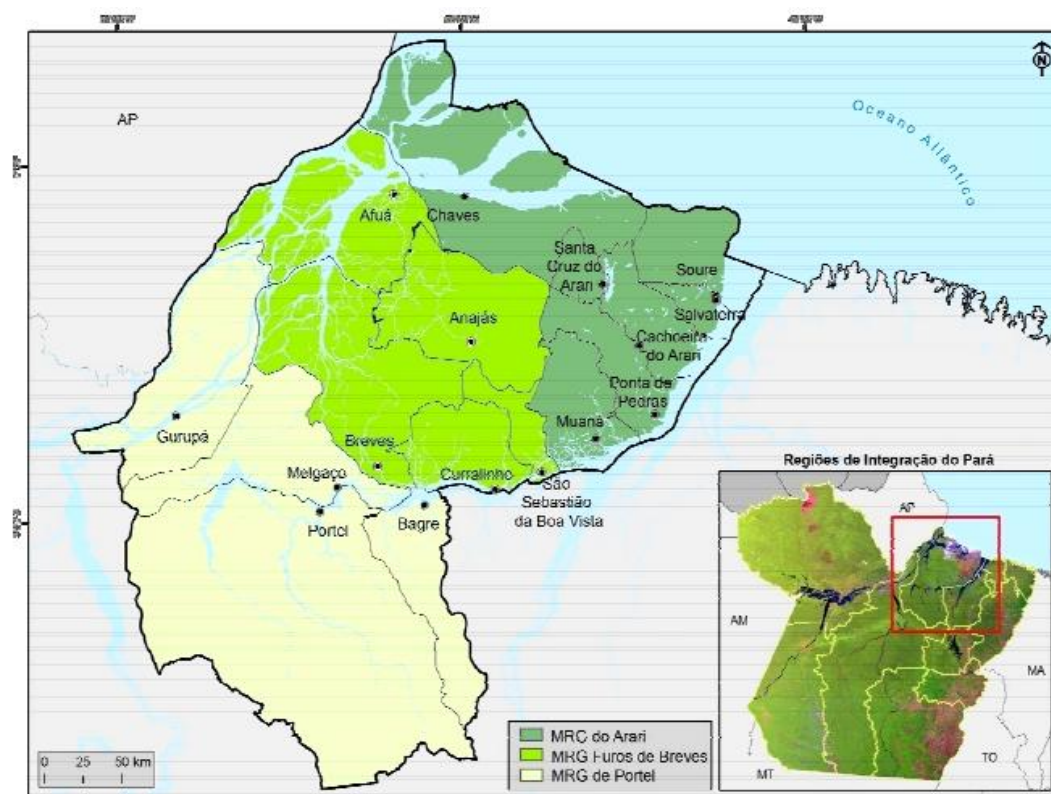 AP
N
Oceano Atlântico
Afuá
Chaves
Santa
Cruz do
Arari
Soure
Salvaterra
Anajás
Cachoeira
do Arari
Ponta de
Pedras
Muaná
Gurupá
Breves
Melgaço
Curralinho
São
Sebastião
da Boa Vista
Portel
Bagre
MRC do Arari
MRG Furos de Breves
MRG de Portel
0 25 50 km
Regiões de Integração do Pará
AP
AM
MA
TO
MT